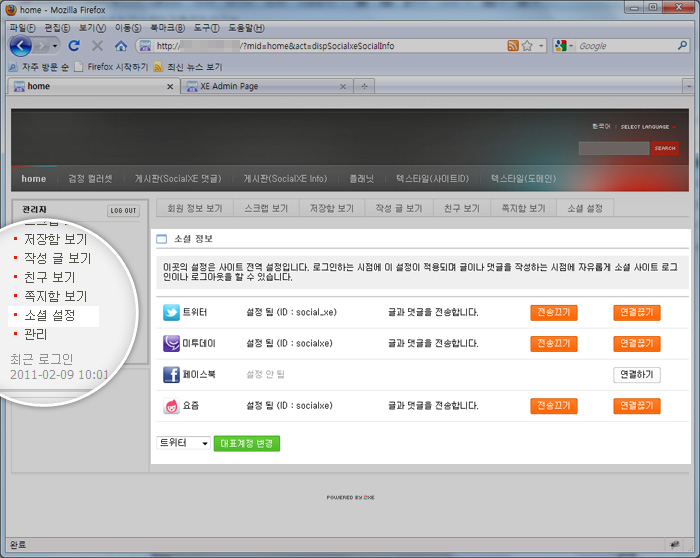 home - Mozilla Firefox
파일(F) 편집(E) 보기(V) 이동(S) 북마크(B) 도구(T) 도움말(H)
http:// /?mid=home&act=dispSocialxeSocialInfo
Google
자주 방문 순 Firefox 시작하기 최신 뉴스 보기
home XE Admin Page
한국어 SELECT LANGUAGE
SEARCH
home 검정 컬러셋 게시판(SocialXE 댓글) 게시판(SocialXE Info) 플래닛 텍스타일(사이트ID) 텍스타일(도메인)
관리자 LOG OUT
회원 정보 보기 스크랩 보기 저장함 보기 작성 글 보기 친구 보기 쪽지함 보기 소셜 설정
저장함 보기
작성 글 보기
친구 보기
쪽지함 보기
소셜 설정
관리
최근 로그인
2011-02-09 10:01
소셜 정보
이곳의 설정은 사이트 전역 설정입니다. 로그인하는 시점에 이 설정이 적용되며 글이나 댓글을 작성하는 시점에 자유롭게 소셜 사이트 로그
인이나 로그아웃을 할 수 있습니다.
트위터 설정 됨 (ID : social_xe) 글과 댓글을 전송합니다. 전송끄기 연결끊기
미투데이 설정 됨 (ID : socialxe) 글과 댓글을 전송합니다. 전송끄기 연결끊기
페이스북 설정 안 됨 연결하기
요즘 설정 됨 (ID : socialxe) 글과 댓글을 전송합니다. 전송끄기 연결끊기
트위터 대표계정 변경
POWERED BY XE
완료